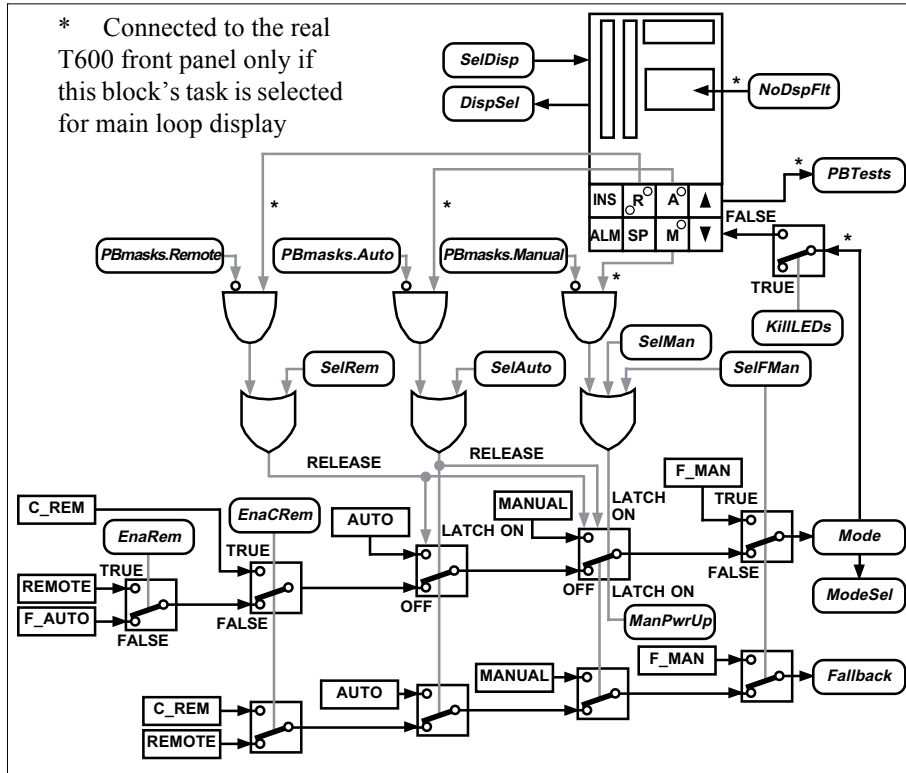 * Connected to the real
T600 front panel only if
this block's task is selected
for main loop display
SelDisp
DispSel
* NoDspFlt
* PBTests
INS R A ▲
ALM SP M ▼
FALSE
*
TRUE
KillLEDs
* *
PBmasks.Remote PBmasks.Auto PBmasks.Manual
*
SelRem SelAuto SelMan SelFMan
RELEASE RELEASE
C_REM
EnaRem
EnaCRem
AUTO
LATCH ON
MANUAL
LATCH
ON
F_MAN
TRUE
TRUE
TRUE
REMOTE
F_AUTO
FALSE
FALSE
OFF
OFF
LATCH ON
FALSE
Mode
ModeSel
ManPwrUp
C_REM
REMOTE
AUTO
MANUAL
F_MAN
Fallback